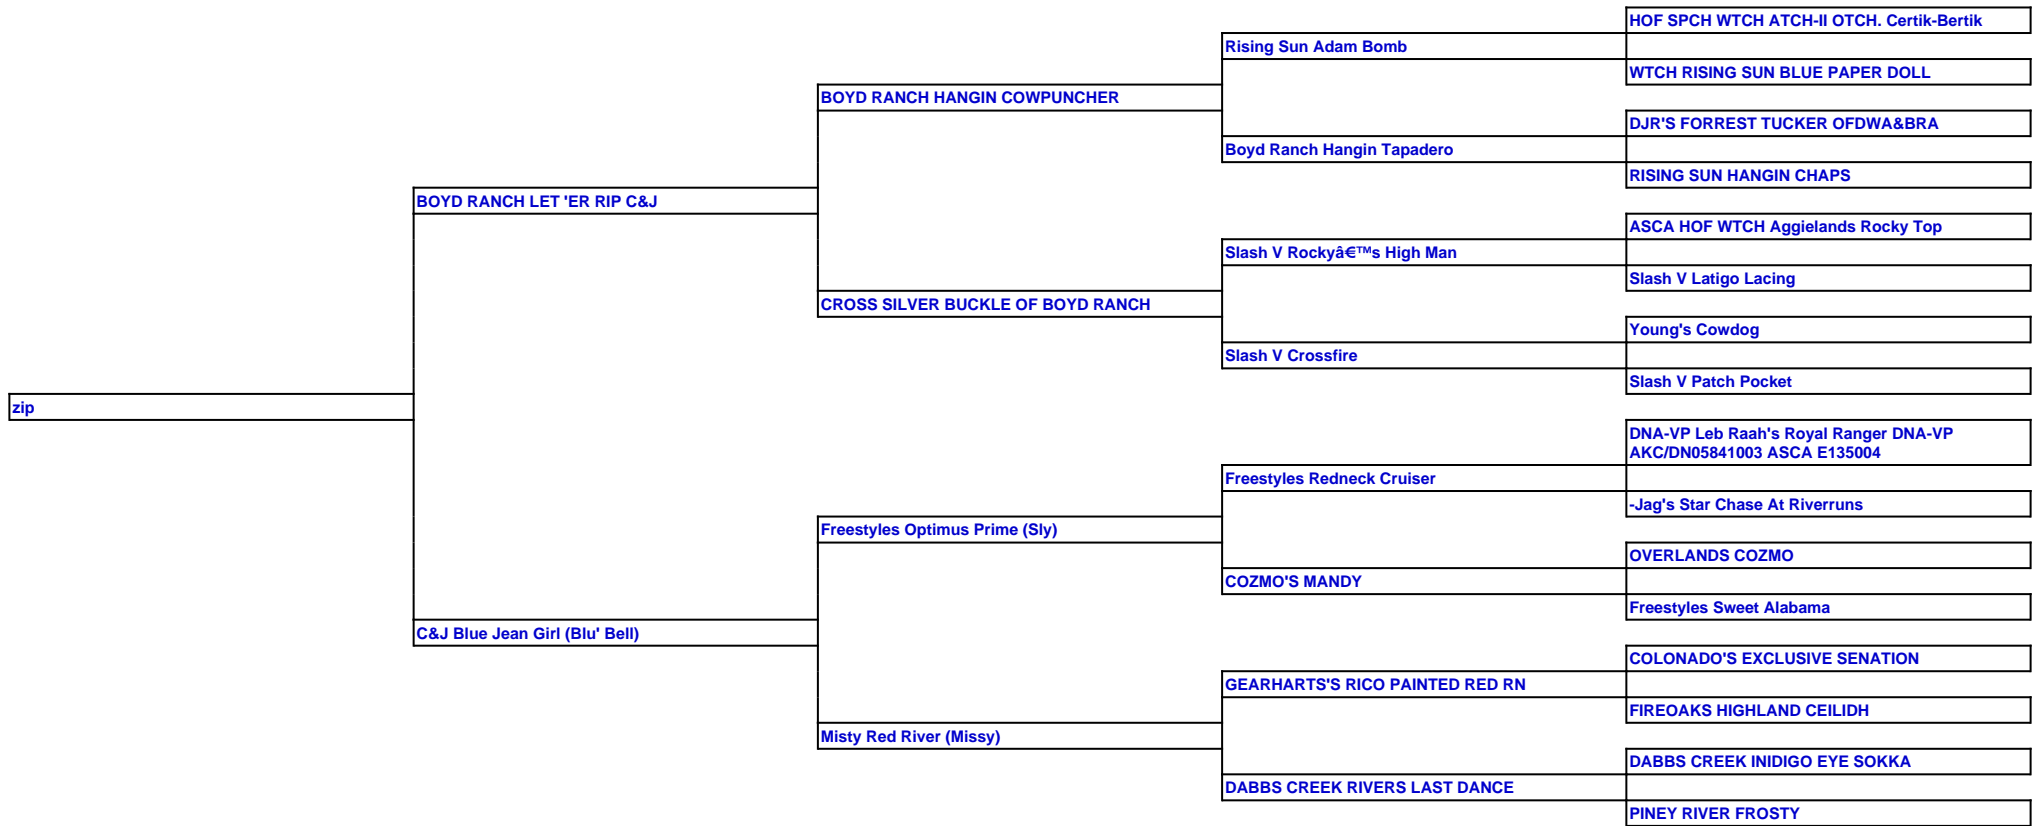 HOF SPCH WTCH ATCH-II OTCH. Certik-Bertik
Rising Sun Adam Bomb
WTCH RISING SUN BLUE PAPER DOLL
BOYD RANCH HANGIN COWPUNCHER
DJR'S FORREST TUCKER OFDWA&BRA
Boyd Ranch Hangin Tapadero
RISING SUN HANGIN CHAPS
BOYD RANCH LET 'ER RIP C&J
ASCA HOF WTCH Aggielands Rocky Top
Slash V Rockyâ€™s High Man
Slash V Latigo Lacing
CROSS SILVER BUCKLE OF BOYD RANCH
Young's Cowdog
Slash V Crossfire
Slash V Patch Pocket
zip
DNA-VP Leb Raah's Royal Ranger DNA-VP
AKC/DN05841003 ASCA E135004
Freestyles Redneck Cruiser
-Jag's Star Chase At Riverruns
Freestyles Optimus Prime (Sly)
OVERLANDS COZMO
COZMO'S MANDY
Freestyles Sweet Alabama
C&J Blue Jean Girl (Blu' Bell)
COLONADO'S EXCLUSIVE SENATION
GEARHARTS'S RICO PAINTED RED RN
FIREOAKS HIGHLAND CEILIDH
Misty Red River (Missy)
DABBS CREEK INIDIGO EYE SOKKA
DABBS CREEK RIVERS LAST DANCE
PINEY RIVER FROSTY